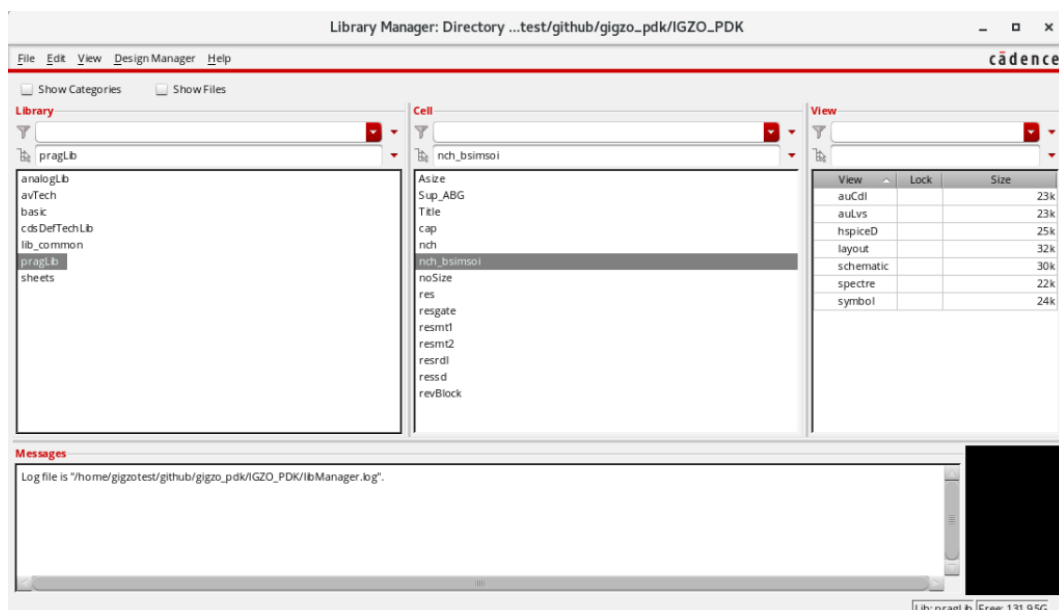 Library Manager: Directory ...test/github/gigzo_pdk/IGZO_PDK
File Edit View Design Manager Help
cādence
Show Categories Show Files
Library
pragLib
analogLib
avTech
basic
cdsDefTechLib
lib_common
pragLib
sheets
Cell
nch_bsimsoi
Asize
Sup_ABG
Title
cap
nch
nch_bsimsoi
noSize
res
resgate
resmt1
resmt2
resrdl
ressd
revBlock
View
View Lock Size
auCdl 23k
auLvs 23k
hspiceD 25k
layout 32k
schematic 30k
spectre 22k
symbol 24k
Messages
Log file is "/home/gigzotest/github/gigzo_pdk/IGZO_PDK/libManager.log".
Lib: pragLib Free: 131.95G